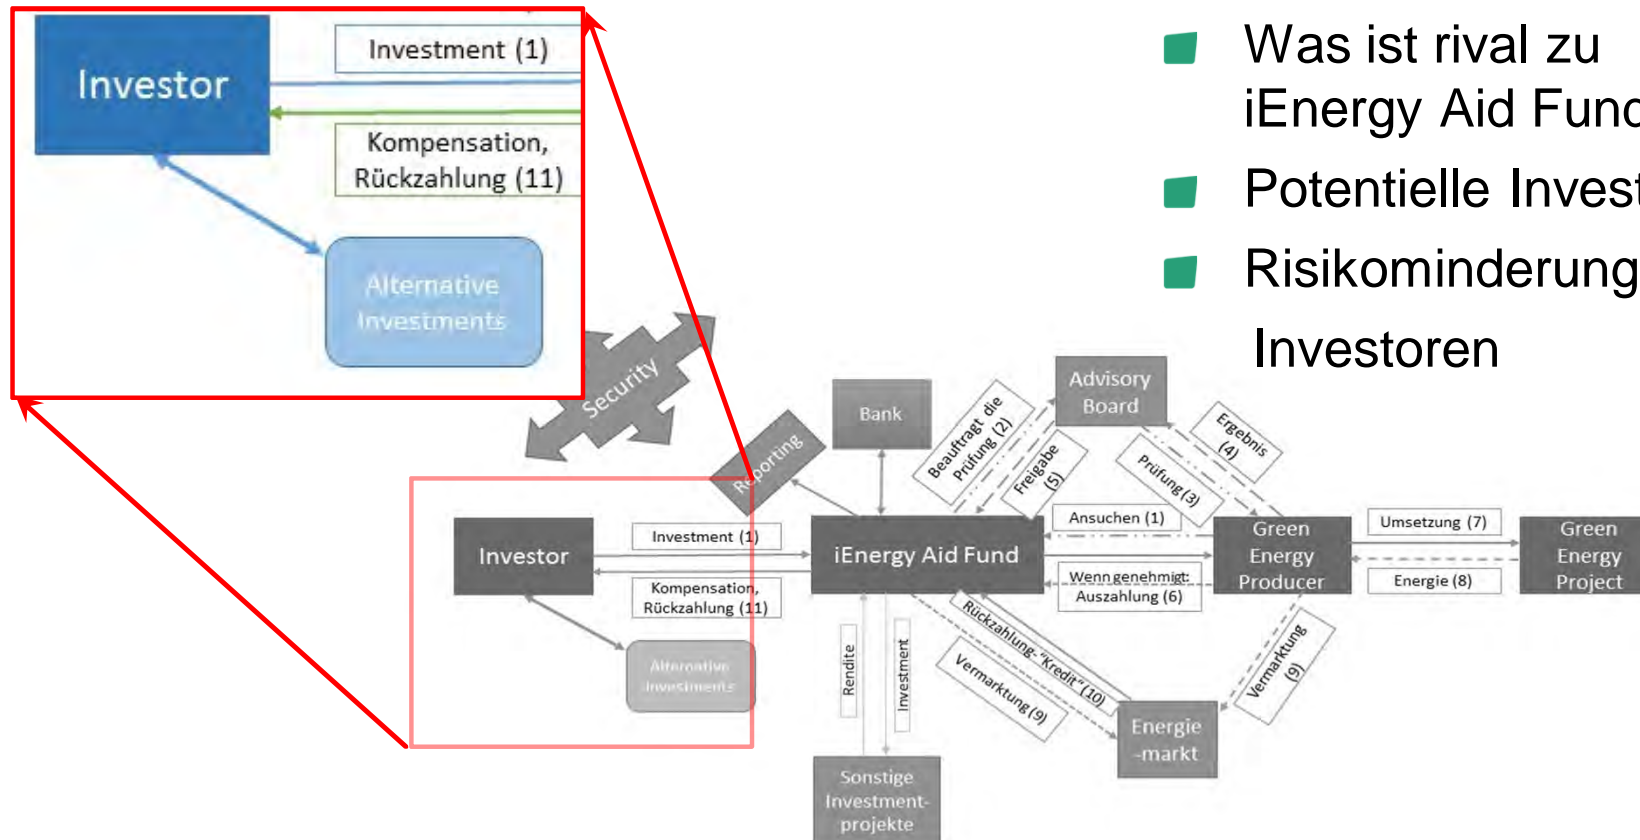 Investment (1)
Investor
Kompensation,
Rückzahlung (11)
Alternative
Investments
Was ist rival zu
iEnergy Aid Fund
Potentielle Invest
Risikominderung
Investoren
Security
Reporting
Bank
Advisory
Board
Beauftragt die
Prüfung (2)
Freigabe
(5)
Prüfung (3)
Ergebnis
(4)
Investor
Investment (1)
Kompensation,
Rückzahlung (11)
Alternative
Investments
iEnergy Aid Fund
Ansuchen (1)
Wenn genehmigt:
Auszahlung (6)
Green
Energy
Producer
Umsetzung (7)
Energie (8)
Green
Energy
Project
Rendite
Investment
Rückzahlung-"Kredit" (10)
Vermarktung (9)
Vermarktung
(9)
Energie
-markt
Sonstige
Investment-
projekte